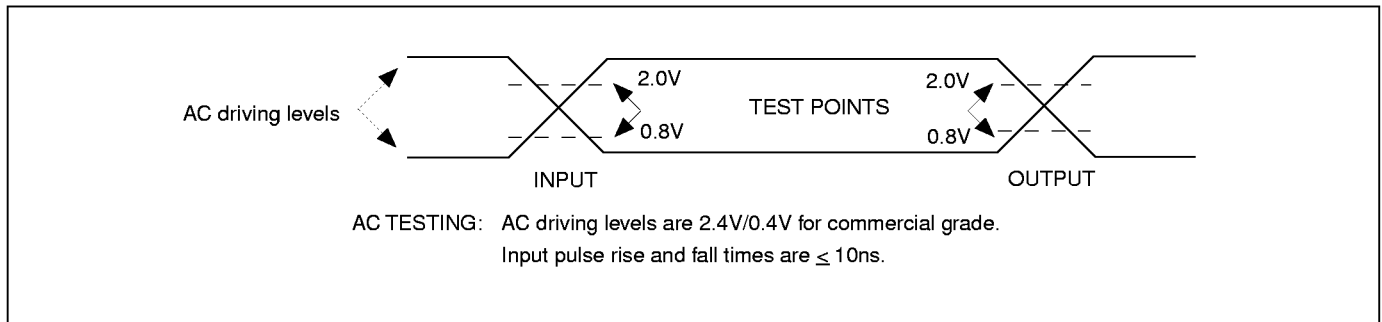 2.0V
2.0V
AC driving levels
TEST POINTS
0.8V
0.8V
INPUT
OUTPUT
AC TESTING: AC driving levels are 2.4V/0.4V for commercial grade.
Input pulse rise and fall times are ≤ 10ns.